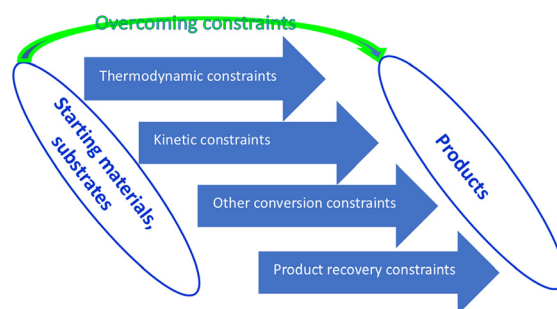 Overcoming constraints
Thermodynamic constraints
Starting materials,
substrates
Kinetic constraints
Products
Other conversion constraints
Product recovery constraints